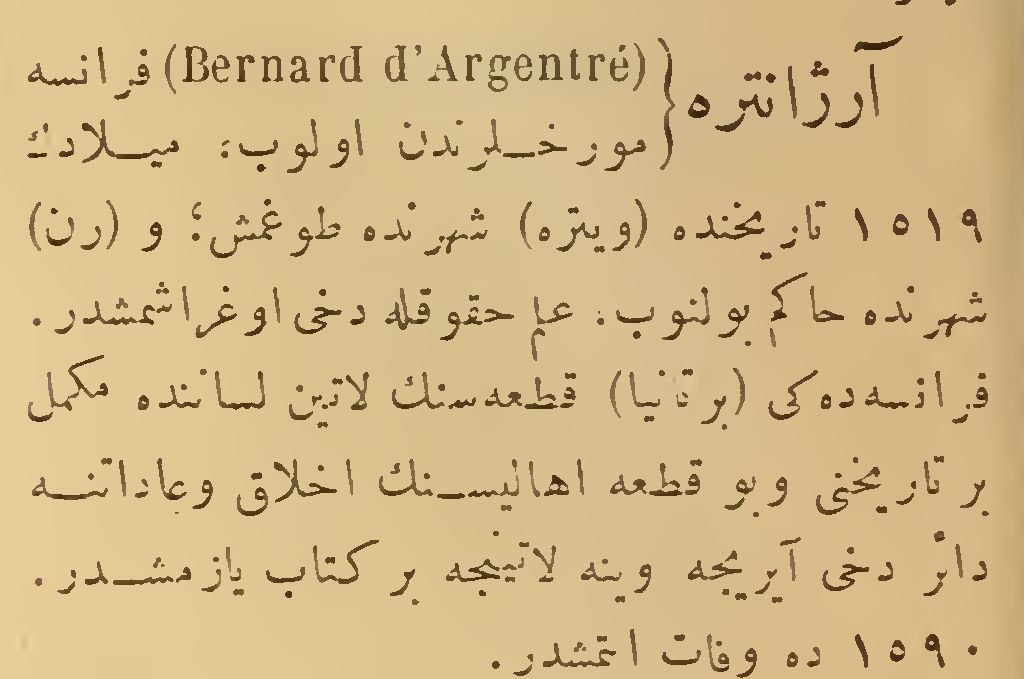 آرژانتره {(Bernard d'Argentré) فرانسه
مورخلرندن اولوب، میلادك
۱۵۱۹ تاریخنده (ویتره) شهرنده طوغمش؛ و (رن)
شهرنده حاکم بولنوب، علم حقوقله دخی اوغراشمشدر.
فرانسه‌ده‌کی (برتانیا) قطعه‌سنك لاتین لساننده مکمل
بر تاریخنی وبو قطعه اهالیسنك اخلاق وعاداتنه
دائر دخی آیریجه وینه لاتینجه بر کتاب یازمشدر.
۱۵۹۰ ده وفات اتمشدر.